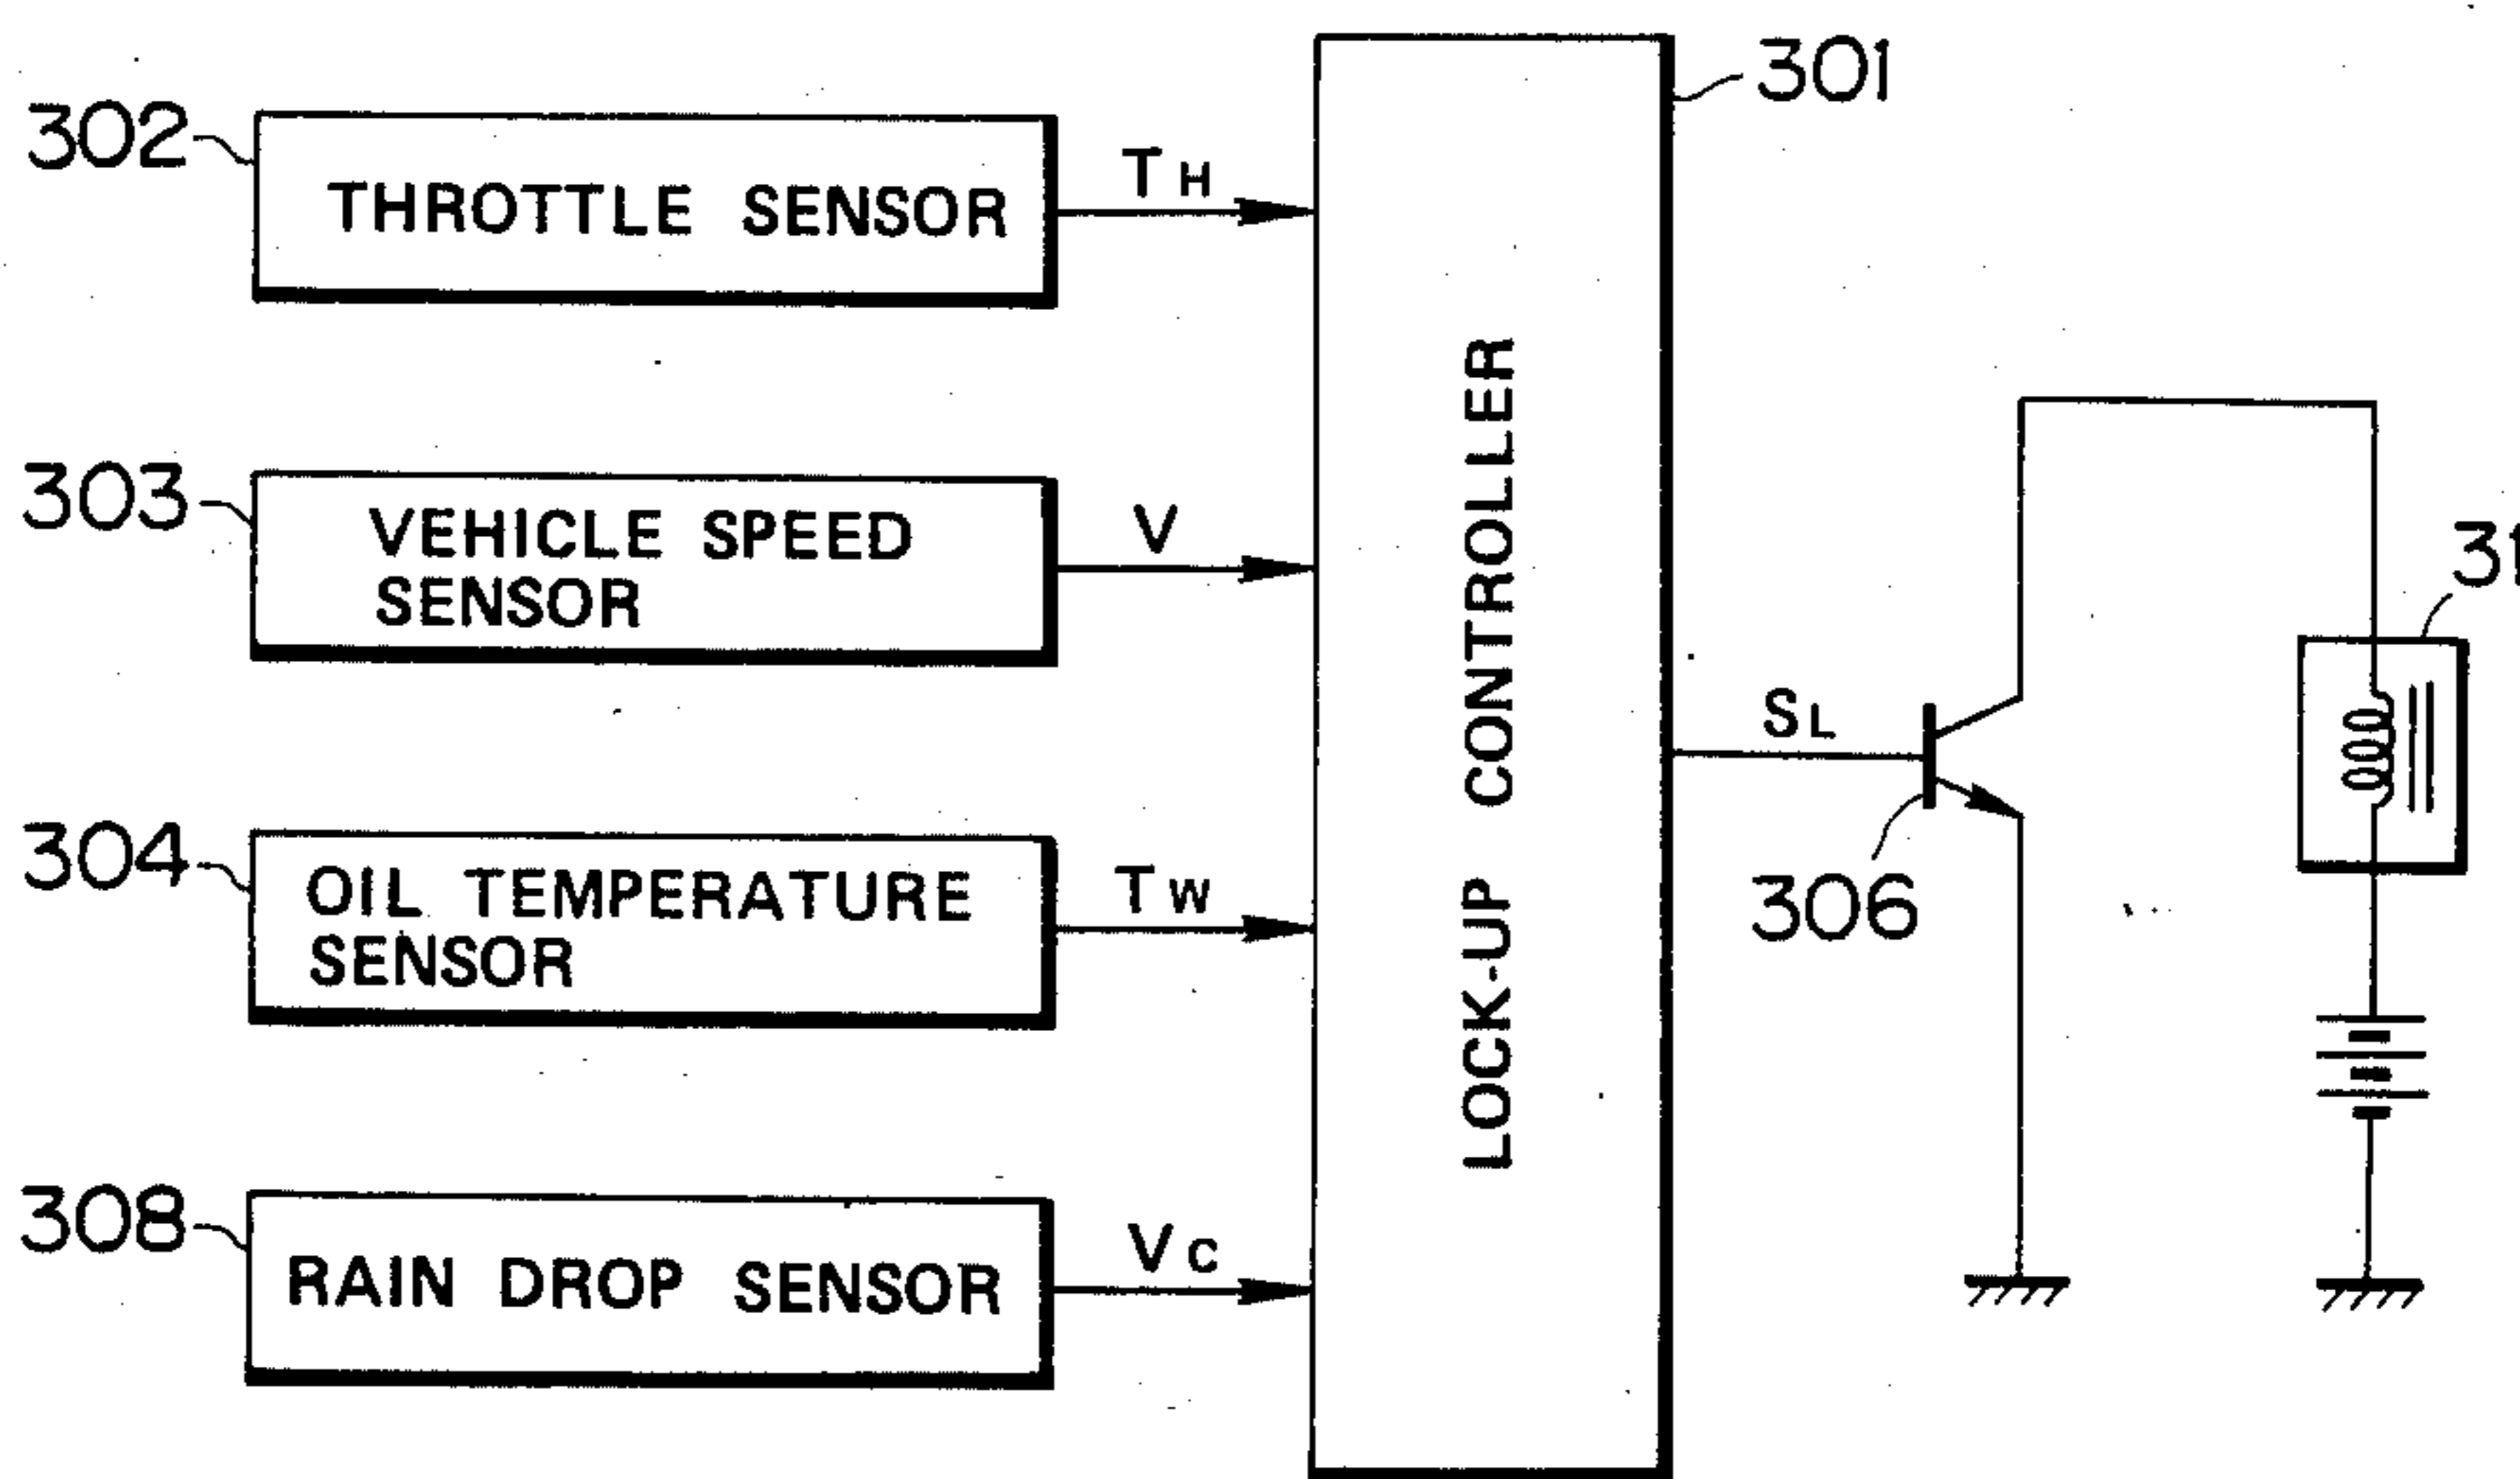 301
302
THROTTLE SENSOR
TH
303
VEHICLE SPEED
SENSOR
V
304
OIL TEMPERATURE
SENSOR
TW
308
RAIN DROP SENSOR
VC
LOCK-UP CONTROLLER
SL
306